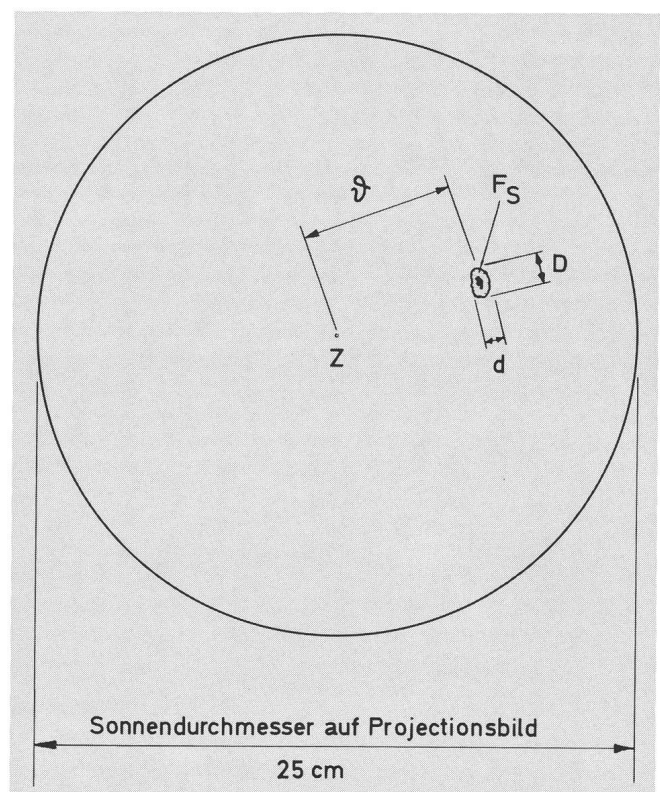 ϑ
F_S
D
Z
d
Sonnendurchmesser auf Projectionsbild
25 cm